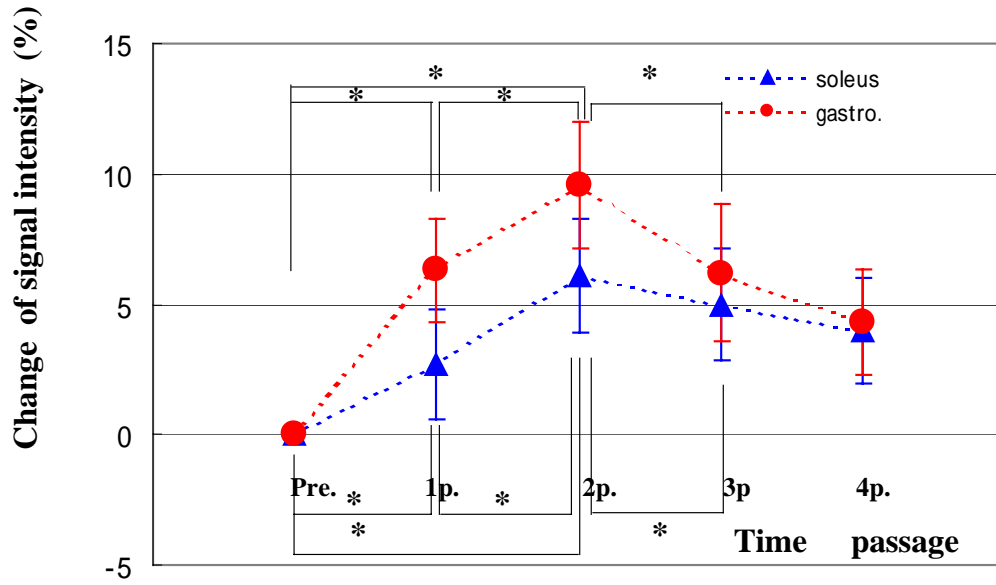 Change of signal intensity (%)
15
10
5
0
-5
* *
* *
soleus
gastro.
Pre. 1p. 2p. 3p 4p.
* *
* *
Time passage